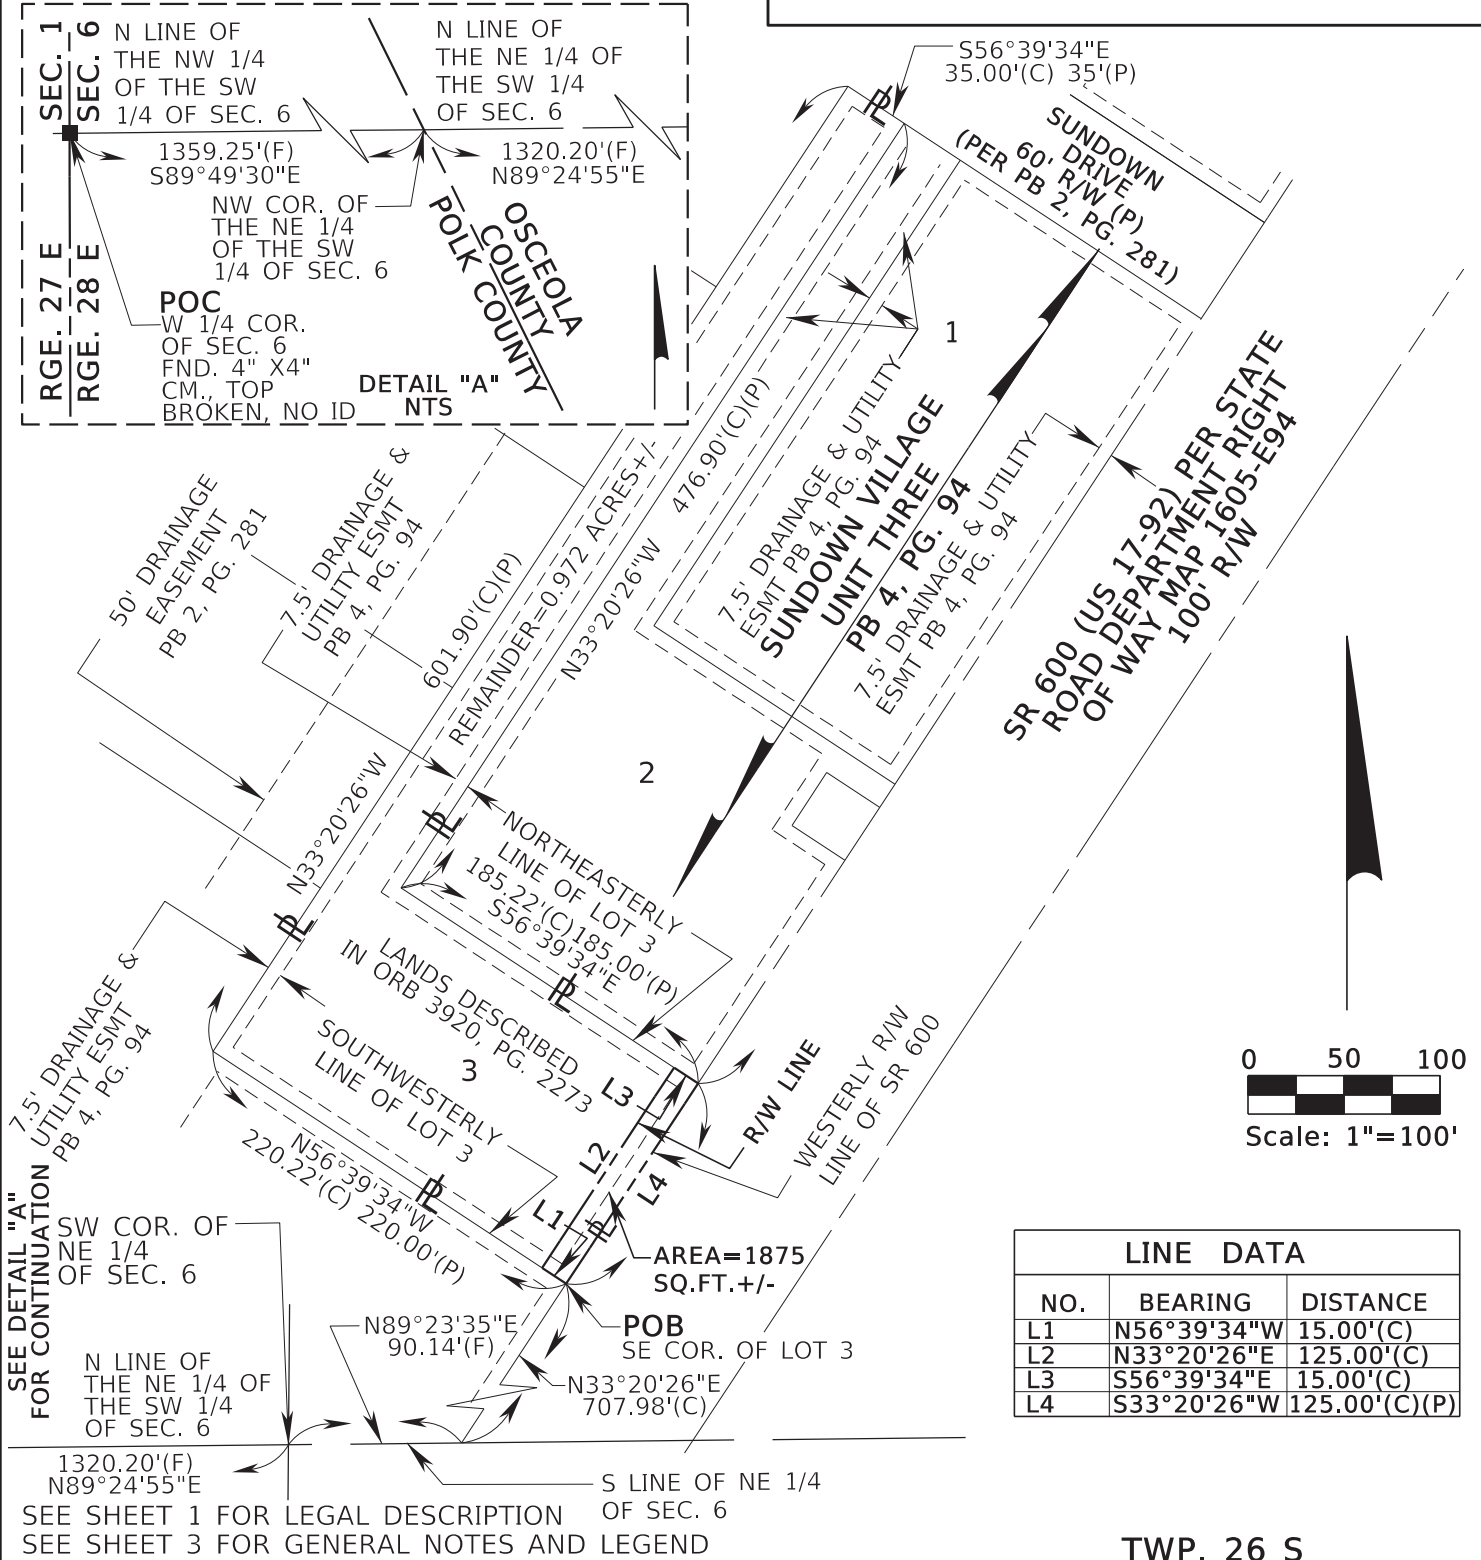 SEC. 1
SEC. 6
N LINE OF
THE NW 1/4
OF THE SW
1/4 OF SEC. 6
N LINE OF
THE NE 1/4 OF
THE SW 1/4
OF SEC. 6
1359.25'(F)
S89°49'30"E
1320.20'(F)
N89°24'55"E
NW COR. OF
THE NE 1/4
OF THE SW
1/4 OF SEC. 6
RGE. 27 E
RGE. 28 E
POC
W 1/4 COR.
OF SEC. 6
FND. 4" X4"
CM., TOP
BROKEN, NO ID
OSCEOLA
COUNTY
POLK COUNTY
DETAIL "A"
NTS
S56°39'34"E
35.00'(C) 35'(P)
PL
SUNDOWN
DRIVE
60' R/W (P)
(PER PB 2, PG. 281)
1
7.5' DRAINAGE & UTILITY
ESMT PB 4, PG. 94
SUNDOWN VILLAGE
UNIT THREE
PB 4, PG. 94
7.5' DRAINAGE & UTILITY
ESMT PB 4, PG. 94
SR 600 (US 17-92) PER STATE
ROAD DEPARTMENT RIGHT
OF WAY MAP 1605-E94
100' R/W
50' DRAINAGE
EASEMENT
PB 2, PG. 281
7.5' DRAINAGE &
UTILITY ESMT
PB 4, PG. 94
601.90'(C)(P)
REMAINDER=0.972 ACRES+/-
476.90'(C)(P)
N33°20'26"W
N33°20'26"W
2
PL
PL
NORTHEASTERLY
LINE OF LOT 3
185.22'(C)185.00'(P)
S56°39'34"E
PL
LANDS DESCRIBED
IN ORB 3920, PG. 2273
SOUTHWESTERLY
LINE OF LOT 3
3
7.5' DRAINAGE &
UTILITY ESMT
PB 4, PG. 94
N56°39'34"W
220.22'(C) 220.00'(P)
PL
L3
L2
L4
L1
PL
R/W LINE
WESTERLY R/W
LINE OF SR 600
0 50 100
Scale: 1"=100'
AREA=1875
SQ.FT.+/-
POB
SE COR. OF LOT 3
SEE DETAIL "A"
FOR CONTINUATION
SW COR. OF
NE 1/4
OF SEC. 6
N89°23'35"E
90.14'(F)
N33°20'26"E
707.98'(C)
N LINE OF
THE NE 1/4 OF
THE SW 1/4
OF SEC. 6
1320.20'(F)
N89°24'55"E
S LINE OF NE 1/4
OF SEC. 6
LINE DATA
NO. BEARING DISTANCE
L1 N56°39'34"W 15.00'(C)
L2 N33°20'26"E 125.00'(C)
L3 S56°39'34"E 15.00'(C)
L4 S33°20'26"W 125.00'(C)(P)
SEE SHEET 1 FOR LEGAL DESCRIPTION
SEE SHEET 3 FOR GENERAL NOTES AND LEGEND
TWP. 26 S